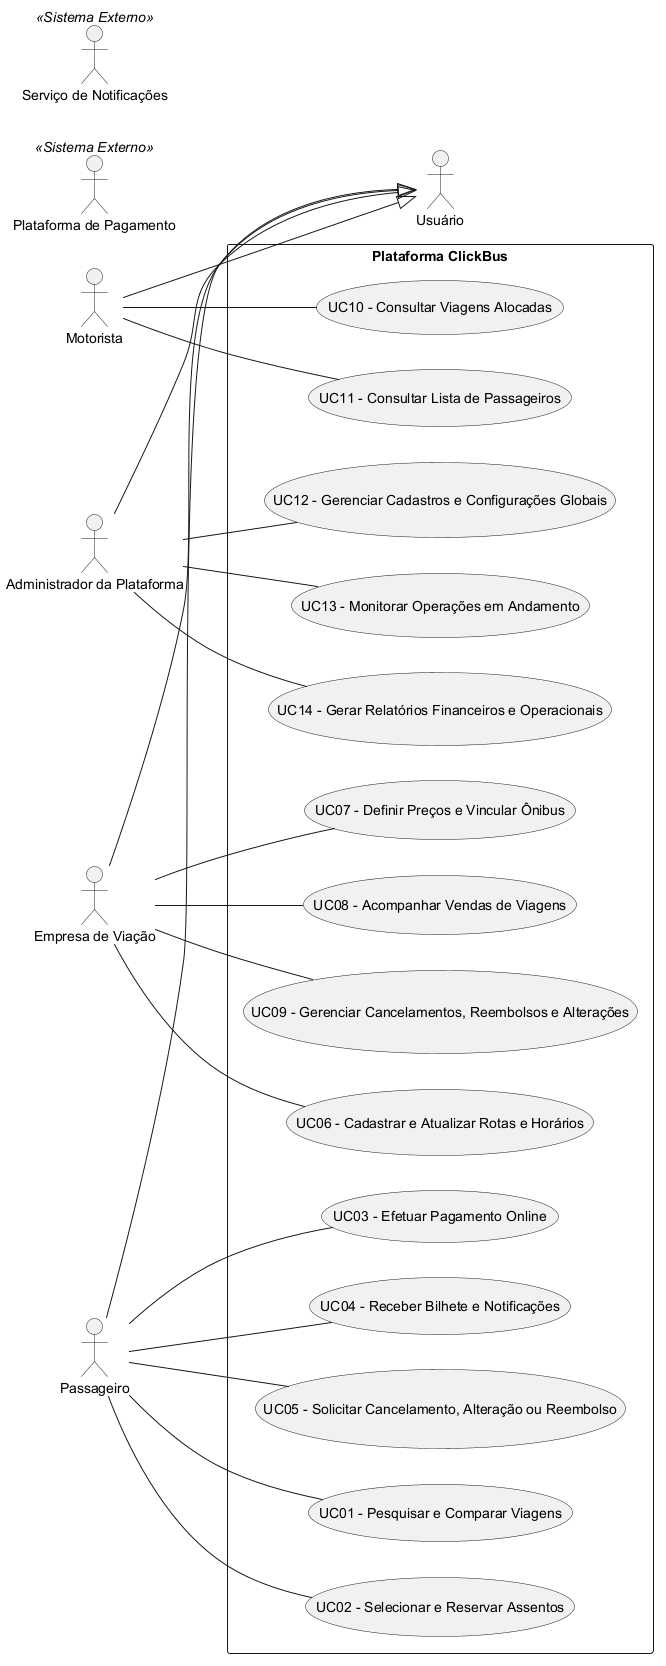 «Sistema Externo»
Serviço de Notificações
«Sistema Externo»
Plataforma de Pagamento
Usuário
Plataforma ClickBus
Motorista
UC10 - Consultar Viagens Alocadas
UC11 - Consultar Lista de Passageiros
UC12 - Gerenciar Cadastros e Configurações Globais
Administrador da Plataforma
UC13 - Monitorar Operações em Andamento
UC14 - Gerar Relatórios Financeiros e Operacionais
UC07 - Definir Preços e Vincular Ônibus
UC08 - Acompanhar Vendas de Viagens
Empresa de Viação
UC09 - Gerenciar Cancelamentos, Reembolsos e Alterações
UC06 - Cadastrar e Atualizar Rotas e Horários
UC03 - Efetuar Pagamento Online
UC04 - Receber Bilhete e Notificações
Passageiro
UC05 - Solicitar Cancelamento, Alteração ou Reembolso
UC01 - Pesquisar e Comparar Viagens
UC02 - Selecionar e Reservar Assentos